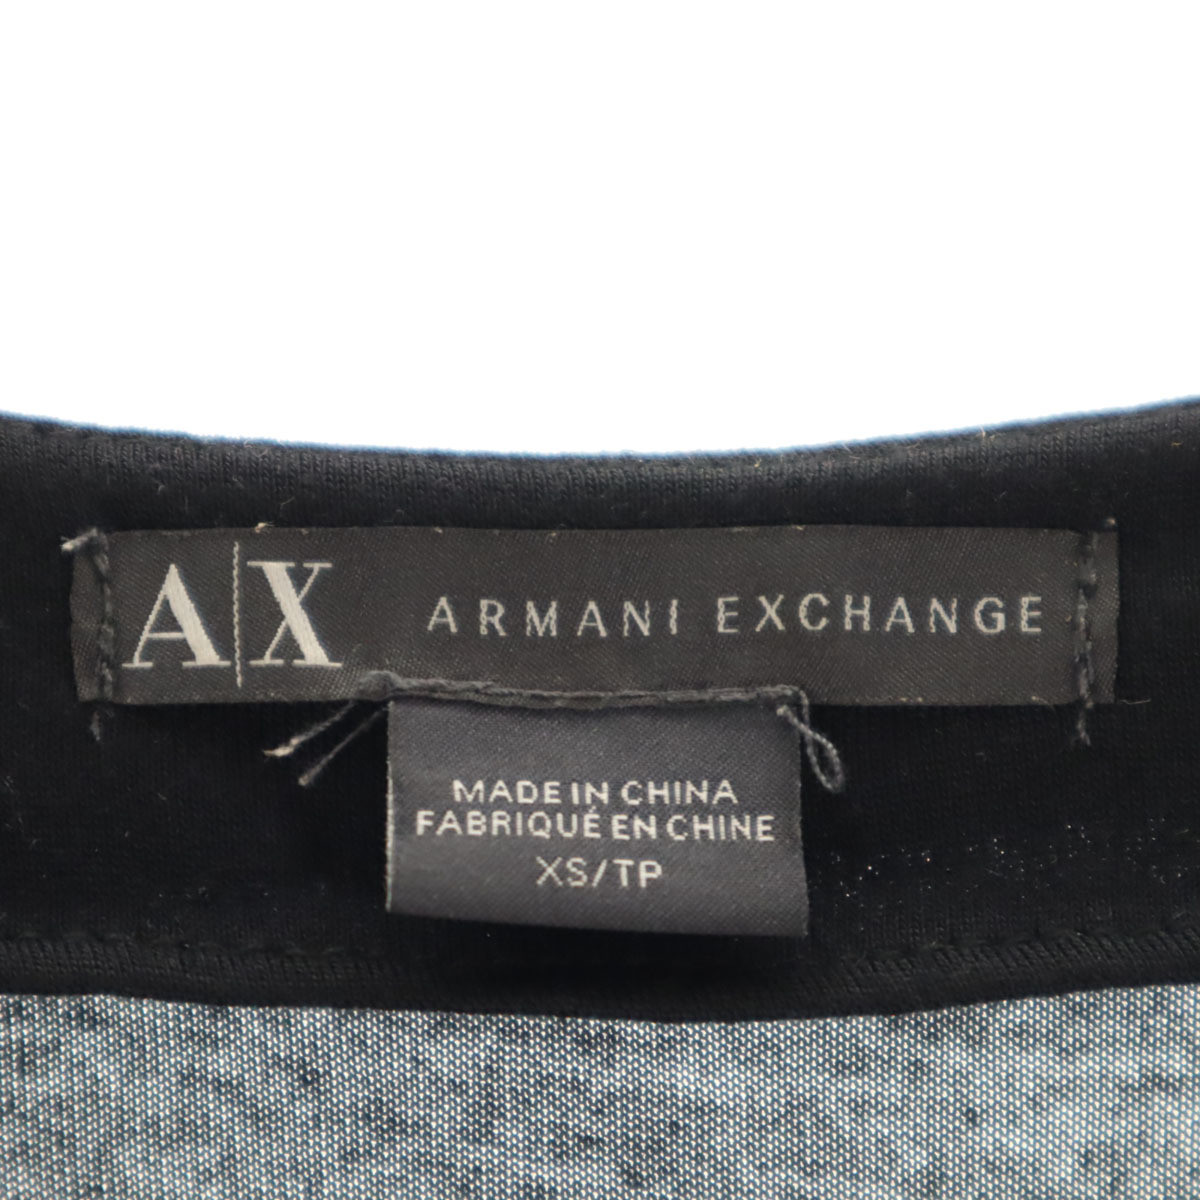 A|X ARMANI EXCHANGE
MADE IN CHINA
FABRIQUÉ EN CHINE
XS/TP